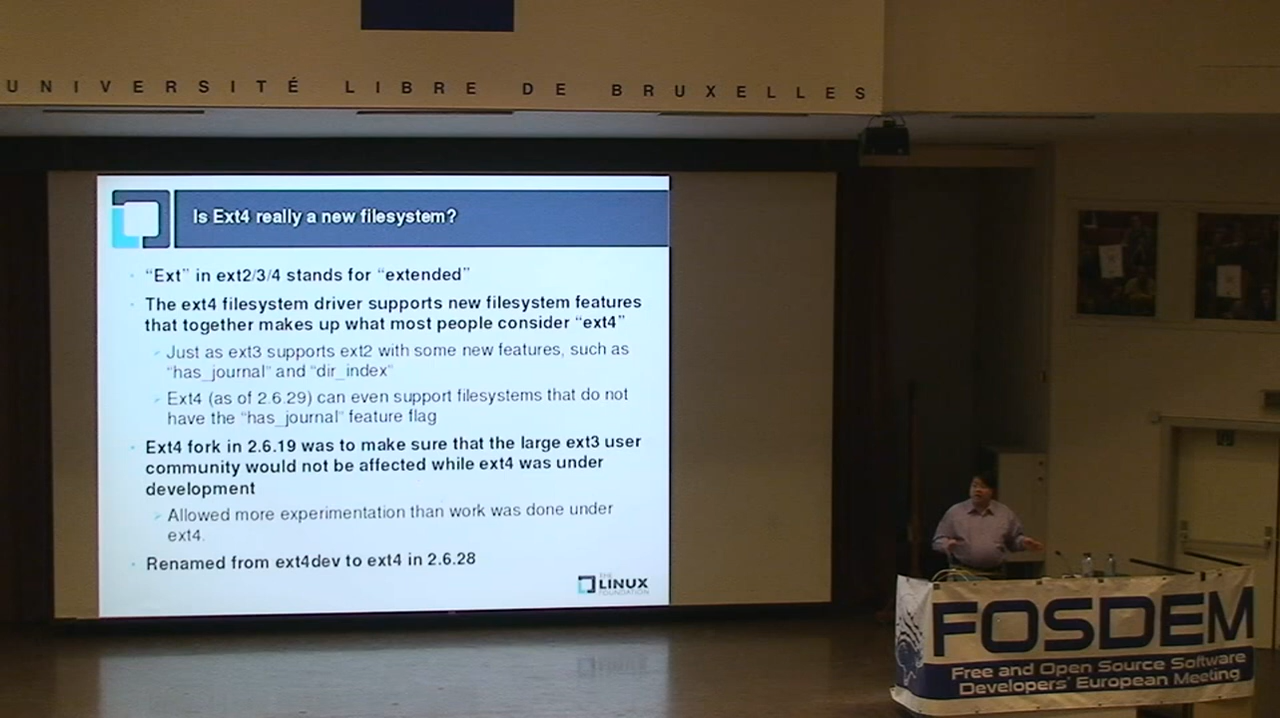 UNIVERSITÉ LIBRE DE BRUXELLES
Is Ext4 really a new filesystem?
“Ext” in ext2/3/4 stands for “extended”
The ext4 filesystem driver supports new filesystem features
that together makes up what most people consider “ext4”
Just as ext3 supports ext2 with some new features, such as
“has_journal” and “dir_index”
Ext4 (as of 2.6.29) can even support filesystems that do not
have the “has_journal” feature flag
Ext4 fork in 2.6.19 was to make sure that the large ext3 user
community would not be affected while ext4 was under
development
Allowed more experimentation than work was done under
ext4.
Renamed from ext4dev to ext4 in 2.6.28
THE
LINUX
FOUNDATION
FOSDEM
Free and Open Source Software
Developers' European Meeting